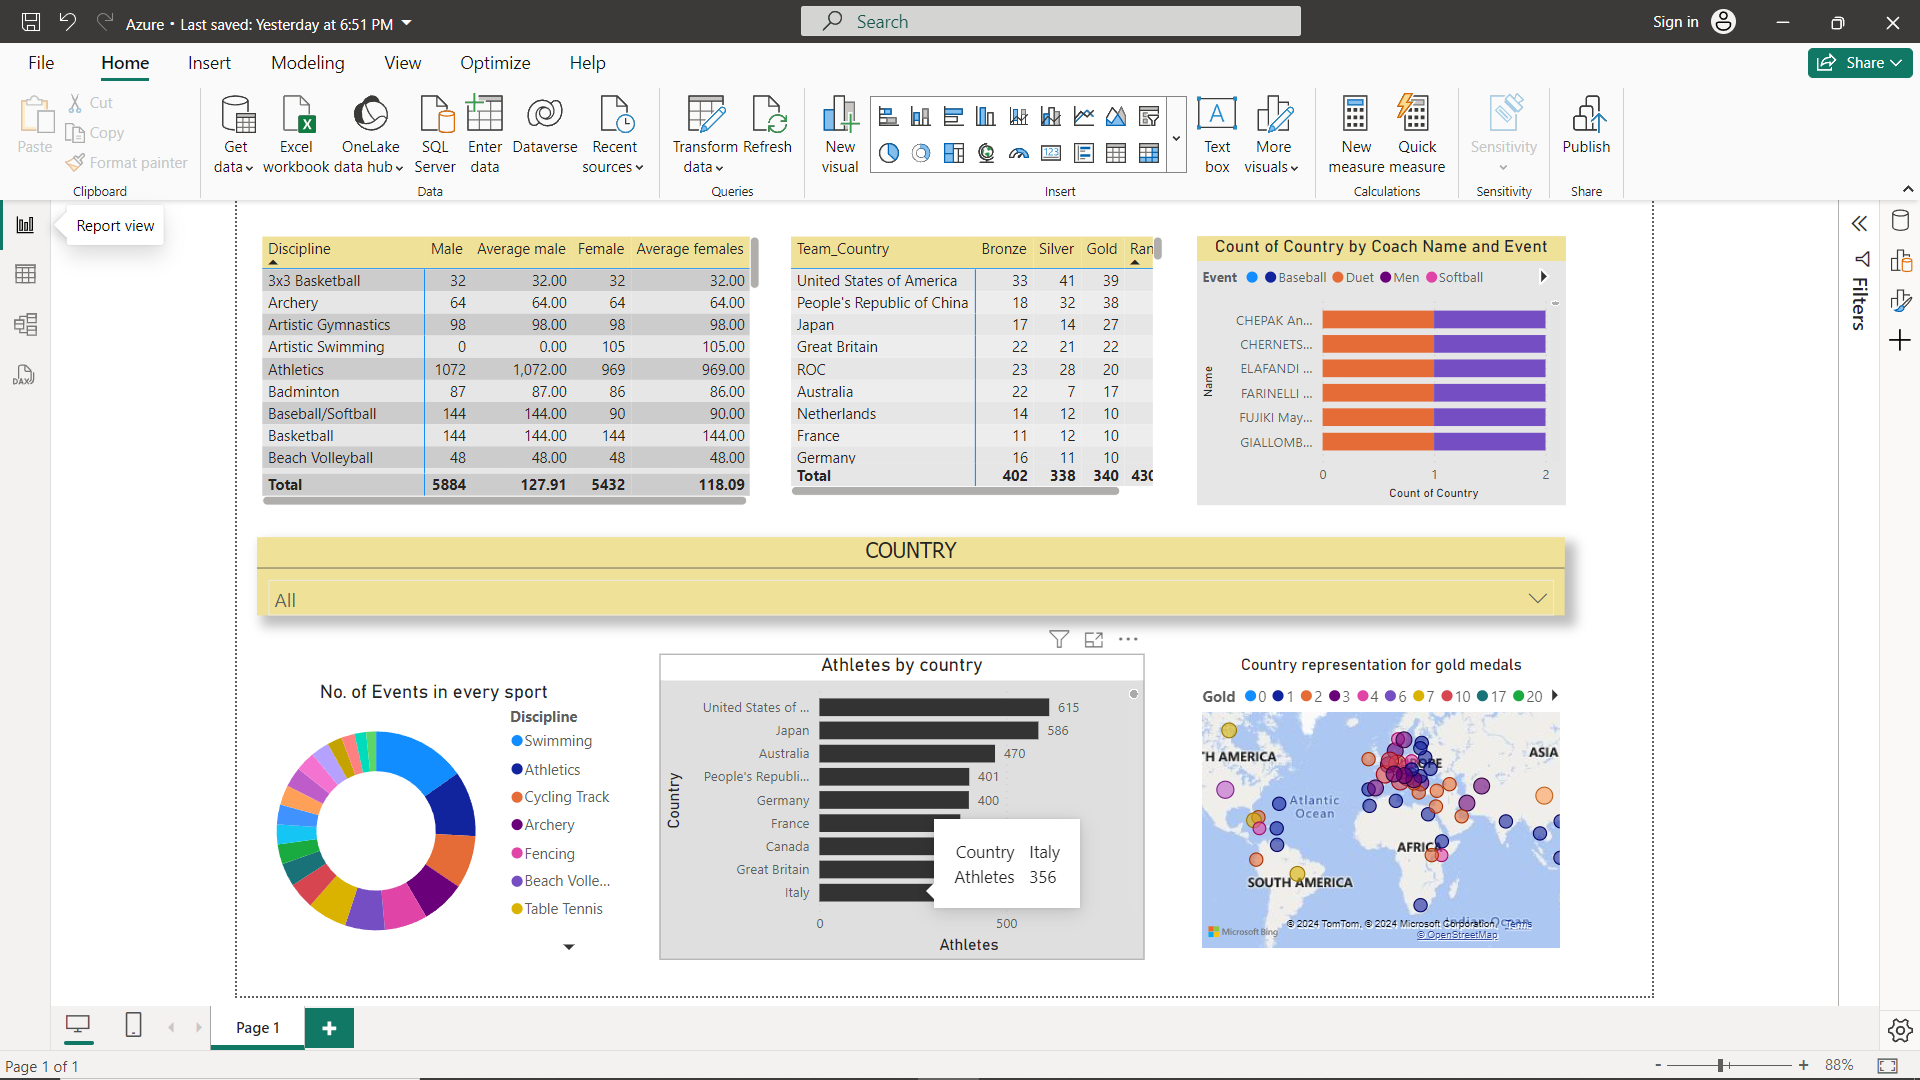 Azure • Last saved: Yesterday at 6:51 PM
Search
Sign in
File Home Insert Modeling View Optimize Help
Share
Paste
Cut
Copy
Format painter
Clipboard
Get data
Excel workbook
OneLake data hub
SQL Server
Enter data
Dataverse
Recent sources
Data
Transform data
Refresh
Queries
New visual
123
Insert
A
Text box
More visuals
New measure
Quick measure
Calculations
Sensitivity
Sensitivity
Publish
Share
Report view
DAX
Filters
Discipline Male Average male Female Average females
3x3 Basketball 32 32.00 32 32.00
Archery 64 64.00 64 64.00
Artistic Gymnastics 98 98.00 98 98.00
Artistic Swimming 0 0.00 105 105.00
Athletics 1072 1,072.00 969 969.00
Badminton 87 87.00 86 86.00
Baseball/Softball 144 144.00 90 90.00
Basketball 144 144.00 144 144.00
Beach Volleyball 48 48.00 48 48.00
Total 5884 127.91 5432 118.09
Team_Country Bronze Silver Gold Ran
United States of America 33 41 39
People's Republic of China 18 32 38
Japan 17 14 27
Great Britain 22 21 22
ROC 23 28 20
Australia 22 7 17
Netherlands 14 12 10
France 11 12 10
Germany 16 11 10
Total 402 338 340 430
Count of Country by Coach Name and Event
Event Baseball Duet Men Softball
Name
CHEPAK An...
CHERNETS...
ELAFANDI ...
FARINELLI ...
FUJIKI May...
GIALLOMB...
0 1 2
Count of Country
COUNTRY
All
No. of Events in every sport
Discipline
Swimming
Athletics
Cycling Track
Archery
Fencing
Beach Volle...
Table Tennis
Athletes by country
Country
United States of ... 615
Japan 586
Australia 470
People's Republi... 401
Germany 400
France
Canada
Great Britain
Italy
Country Italy
Athletes 356
0 500
Athletes
Country representation for gold medals
Gold 0 1 2 3 4 6 7 10 17 20
ASIA
Atlantic Ocean
AFRICA
SOUTH AMERICA
Microsoft Bing
© 2024 TomTom, © 2024 Microsoft Corporation, Terms
© OpenStreetMap
Page 1
Page 1 of 1
- + 88%